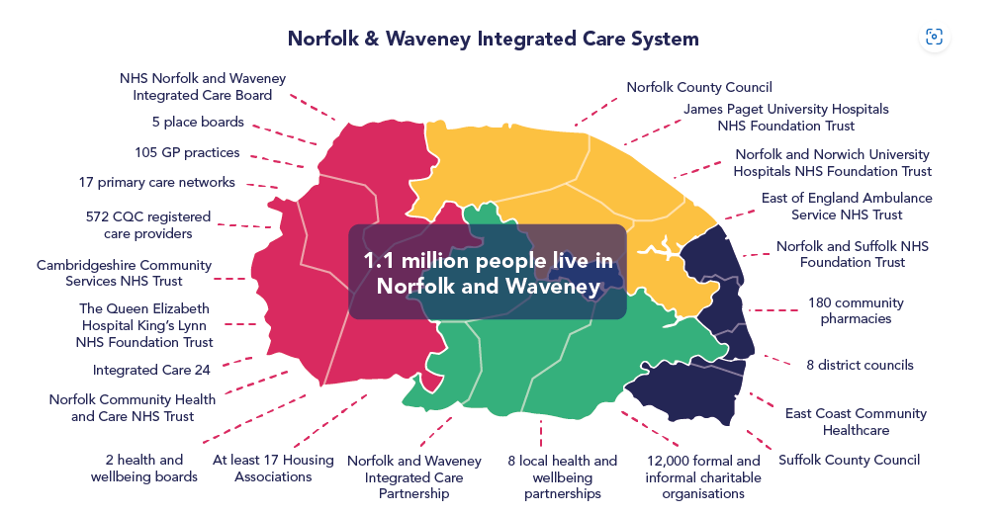 Norfolk & Waveney Integrated Care System
NHS Norfolk and Waveney
Integrated Care Board
5 place boards
105 GP practices
17 primary care networks
572 CQC registered
care providers
Cambridgeshire Community
Services NHS Trust
The Queen Elizabeth
Hospital King's Lynn
NHS Foundation Trust
Integrated Care 24
Norfolk Community Health
and Care NHS Trust
2 health and
wellbeing boards
At least 17 Housing
Associations
Norfolk and Waveney
Integrated Care
Partnership
8 local health and
wellbeing
partnerships
12,000 formal and
informal charitable
organisations
1.1 million people live in
Norfolk and Waveney
Norfolk County Council
James Paget University Hospitals
NHS Foundation Trust
Norfolk and Norwich University
Hospitals NHS Foundation Trust
East of England Ambulance
Service NHS Trust
Norfolk and Suffolk NHS
Foundation Trust
180 community
pharmacies
8 district councils
East Coast Community
Healthcare
Suffolk County Council